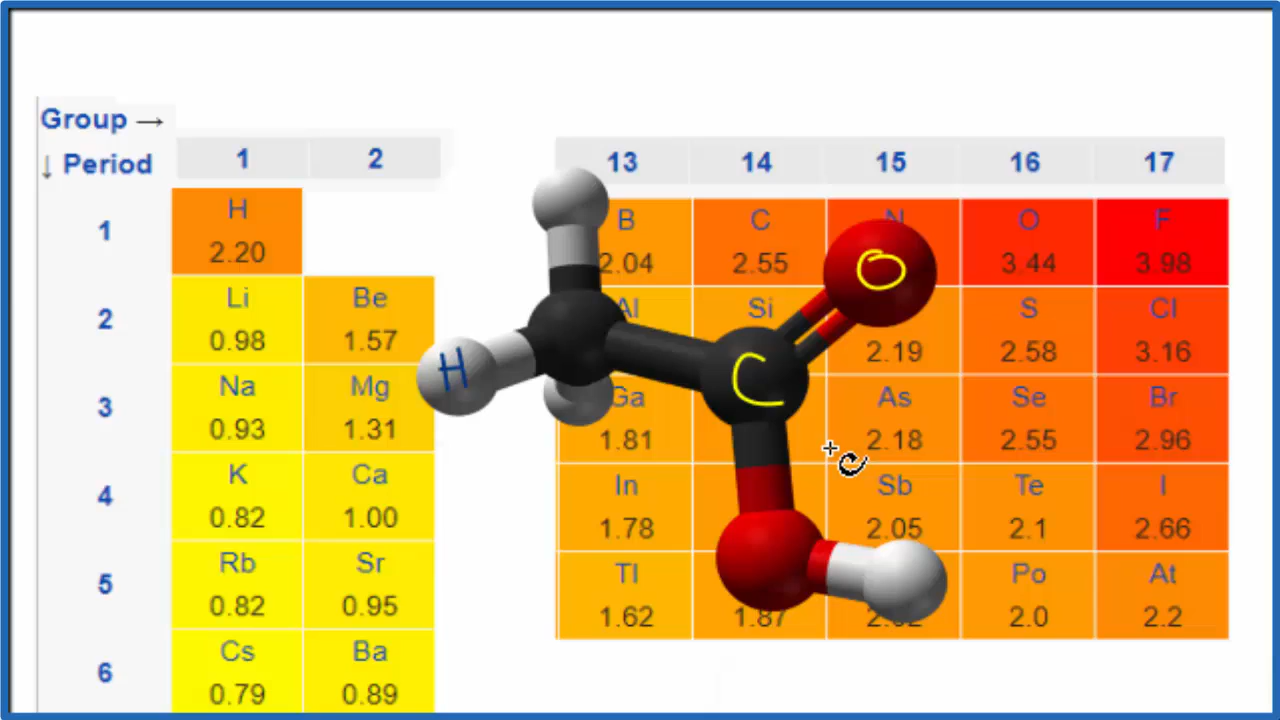 Group →
↓ Period 1 2 13 14 15 16 17
H B C N O F
1
2.20 2.04 2.55 O 3.44 3.98
Li Be Al Si S Cl
2
0.98 1.57 2.19 2.58 3.16
H C
Na Mg Ga As Se Br
3
0.93 1.31 1.81 2.18 2.55 2.96
K Ca In Sb Te I
4
0.82 1.00 1.78 2.05 2.1 2.66
Rb Sr Tl Po At
5
0.82 0.95 1.62 1.87 2.0 2.2
Cs Ba
6
0.79 0.89